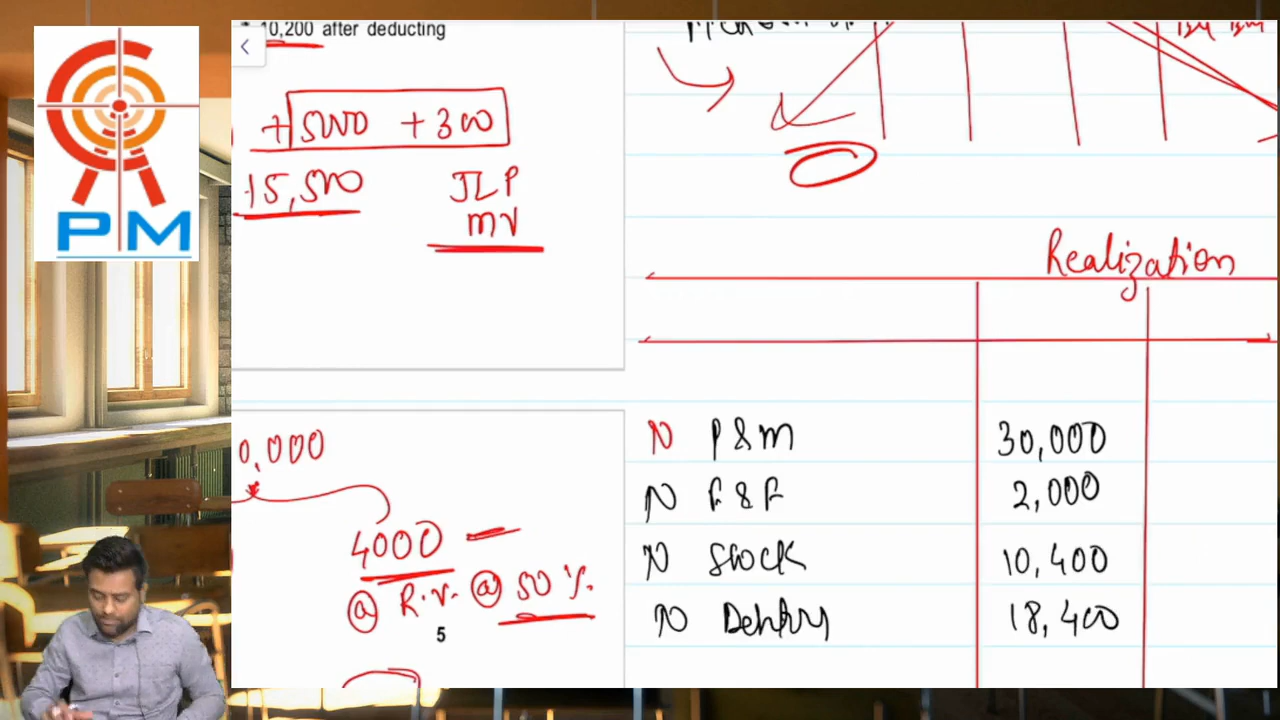 PM
10,200 after deducting
+5000 +300
15,500 JLP
MV
0,000
4000
@ R.V. @ 50%.
5
Realization
To P&M 30,000
To F&F 2,000
To Stock 10,400
To Debtors 18,400